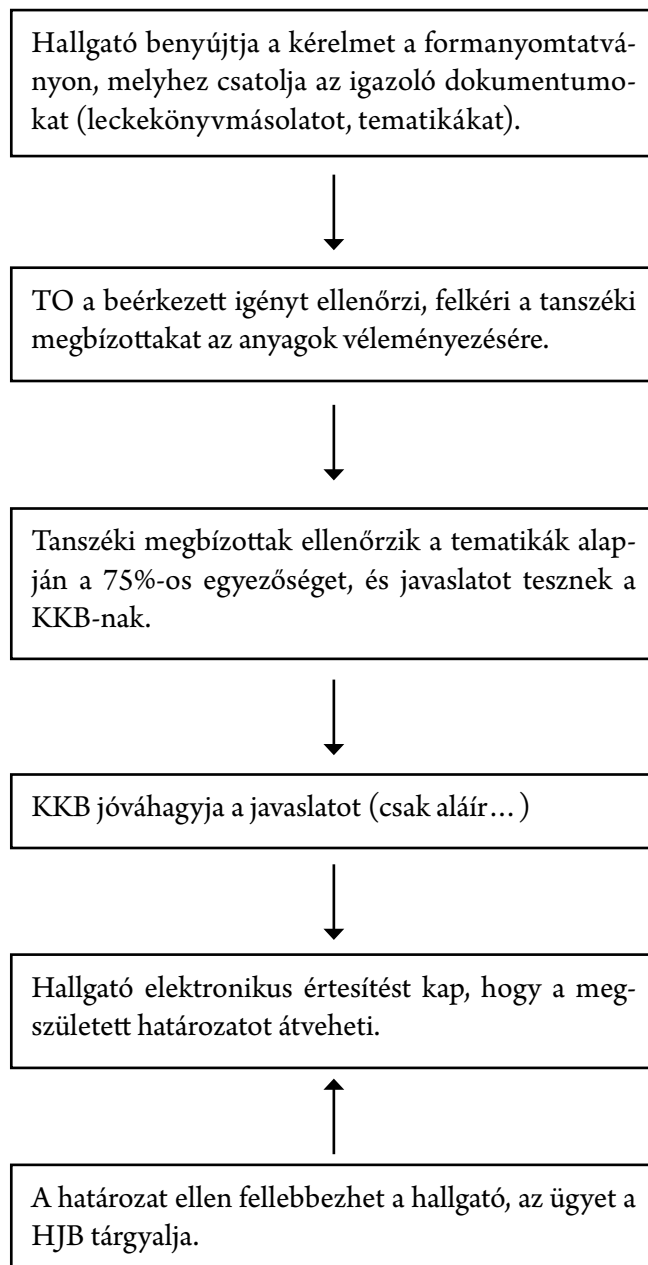 Hallgató benyújtja a kérelmet a formanyomtatvá-
nyon, melyhez csatolja az igazoló dokumentumo-
kat (leckekönyvmásolatot, tematikákat).
TO a beérkezett igényt ellenőrzi, felkéri a tanszéki
megbízottakat az anyagok véleményezésére.
Tanszéki megbízottak ellenőrzik a tematikák alap-
ján a 75%-os egyezőséget, és javaslatot tesznek a
KKB-nak.
KKB jóváhagyja a javaslatot (csak aláír…)
Hallgató elektronikus értesítést kap, hogy a meg-
született határozatot átveheti.
A határozat ellen fellebbezhet a hallgató, az ügyet a
HJB tárgyalja.